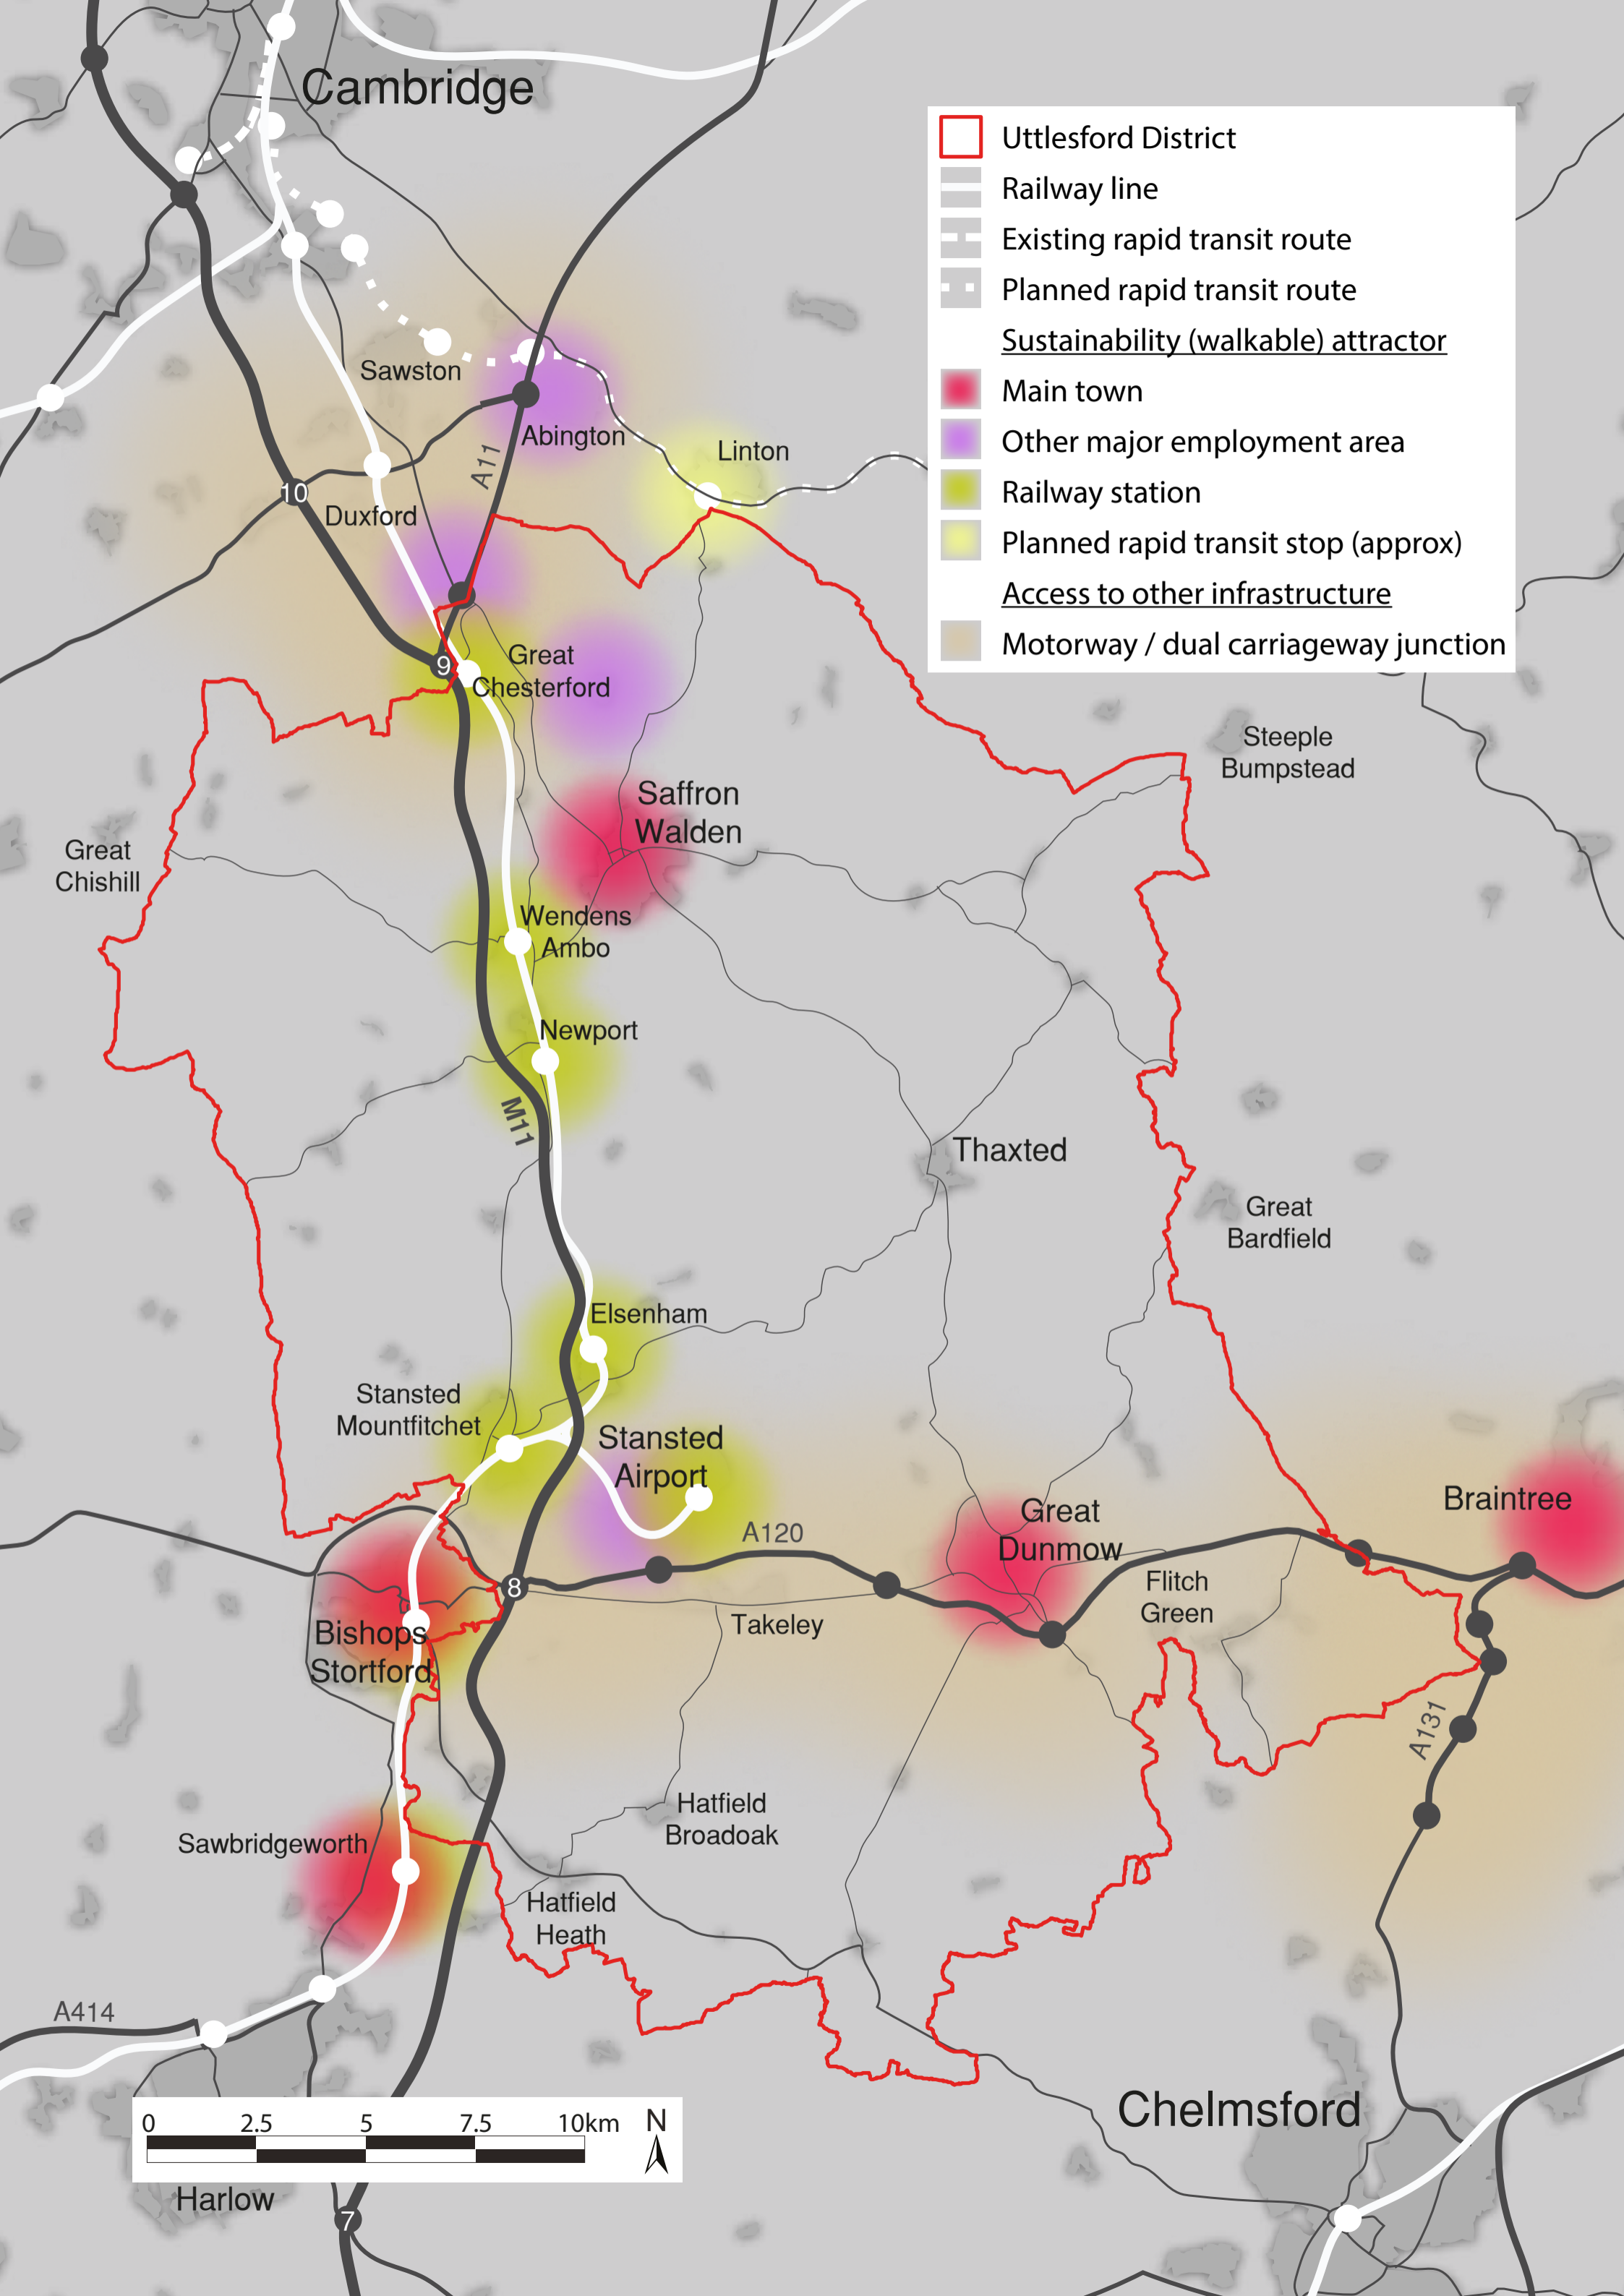 Cambridge
Uttlesford District
Railway line
Existing rapid transit route
Planned rapid transit route
Sustainability (walkable) attractor
Main town
Other major employment area
Railway station
Planned rapid transit stop (approx)
Access to other infrastructure
Motorway / dual carriageway junction
Sawston
Abington
A11
Linton
10
Duxford
9
Great
Chesterford
Steeple
Bumpstead
Saffron
Walden
Great
Chishill
Wendens
Ambo
Newport
M11
Thaxted
Great
Bardfield
Elsenham
Stansted
Mountfitchet
Stansted
Airport
A120
Great
Dunmow
Braintree
8
Flitch
Green
Takeley
Bishops
Stortford
A131
Hatfield
Broadoak
Sawbridgeworth
Hatfield
Heath
A414
Chelmsford
0 2.5 5 7.5 10km N
Harlow
7